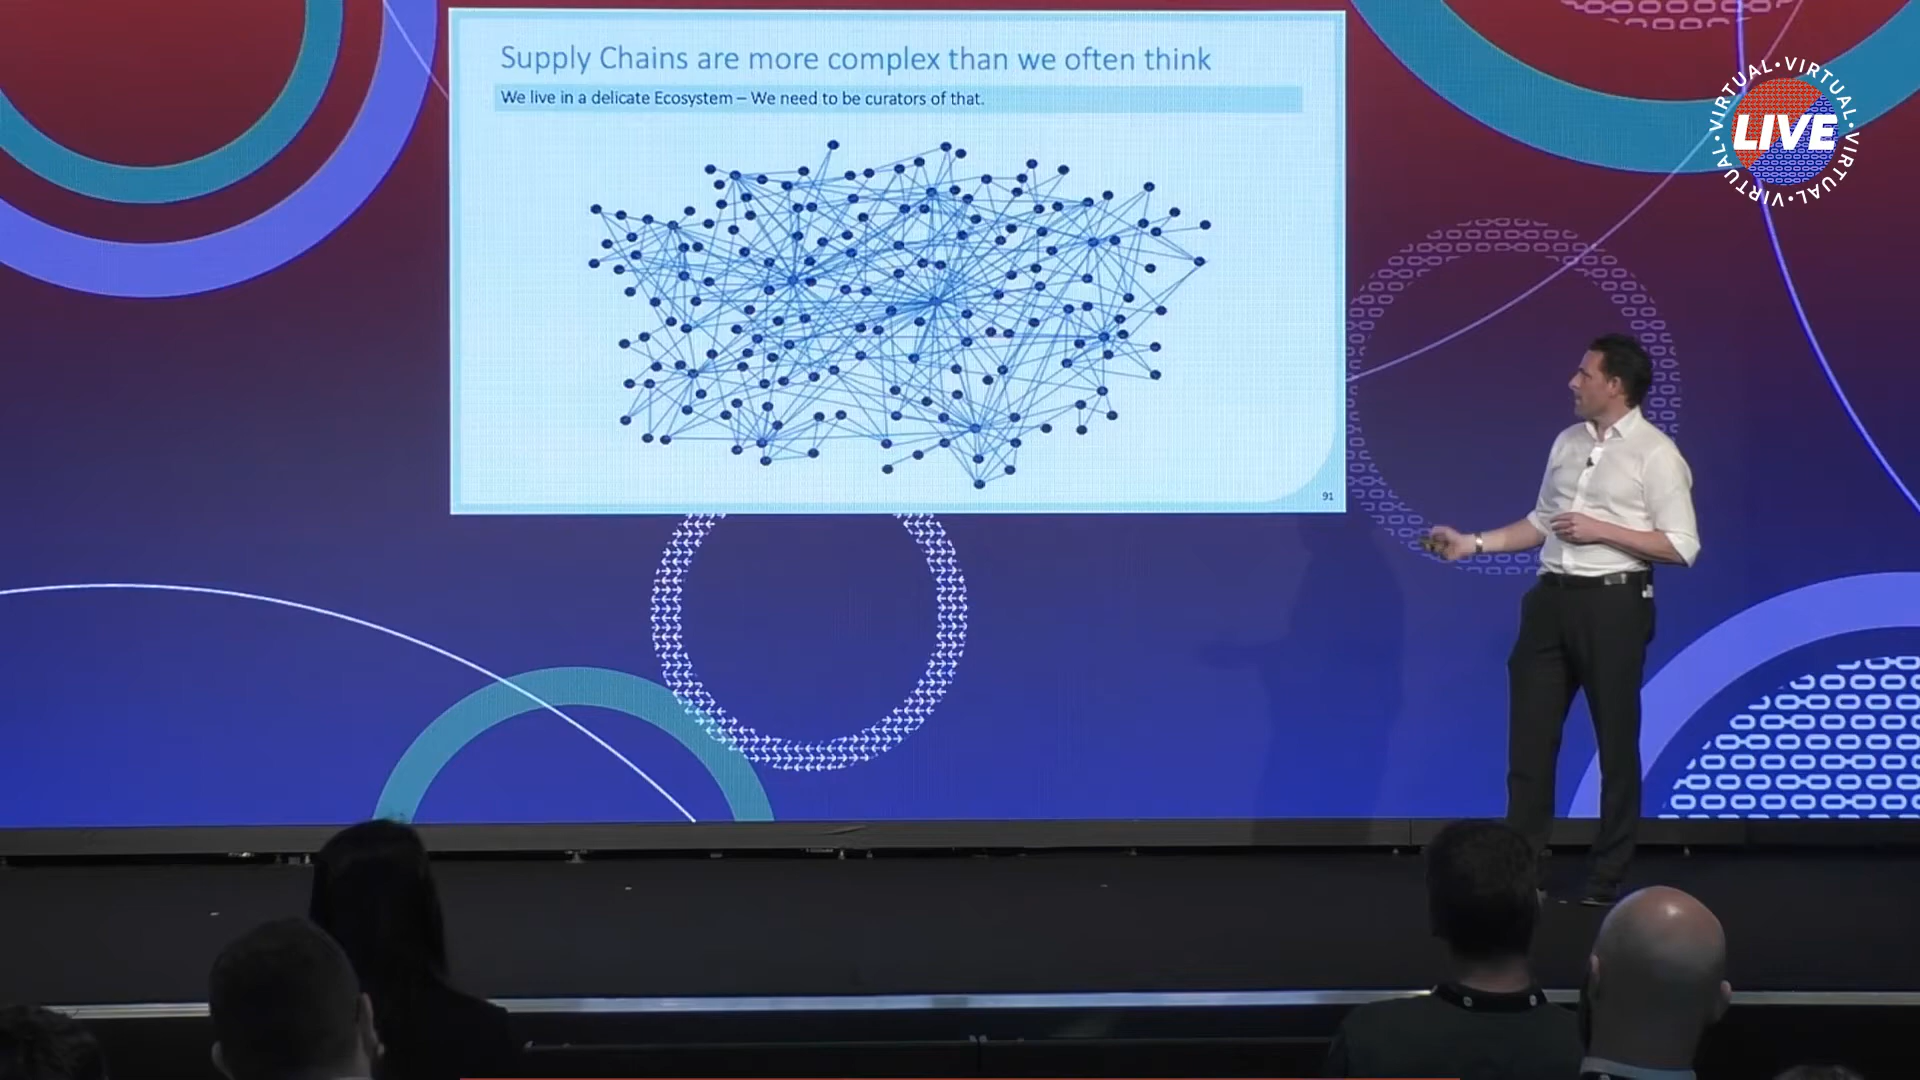 Supply Chains are more complex than we often think
We live in a delicate Ecosystem – We need to be curators of that.
91
VIRTUAL • VIRTUAL • VIRTUAL • VIRTUAL •
LIVE